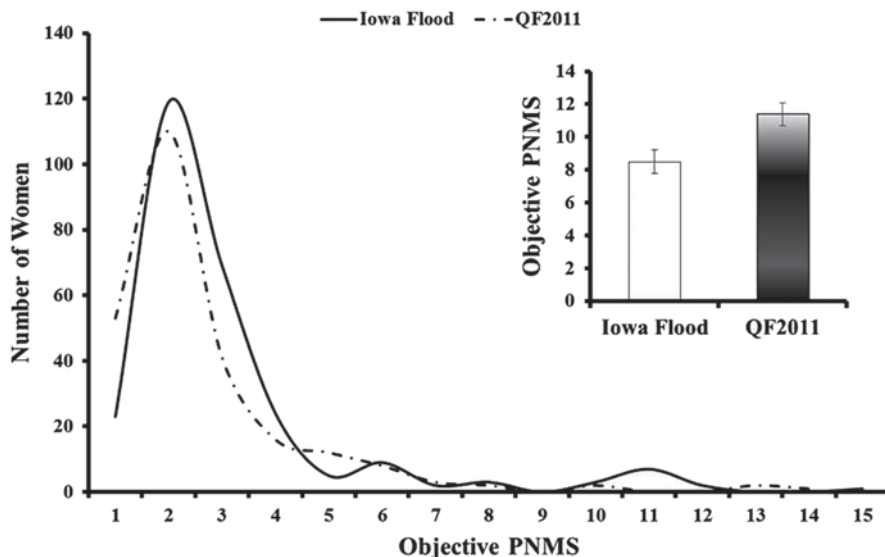 Iowa Flood QF2011
Number of Women
140
120
100
80
60
40
20
0
1 2 3 4 5 6 7 8 9 10 11 12 13 14 15
Objective PNMS
Objective PNMS
14
12
10
8
6
4
2
0
Iowa Flood QF2011